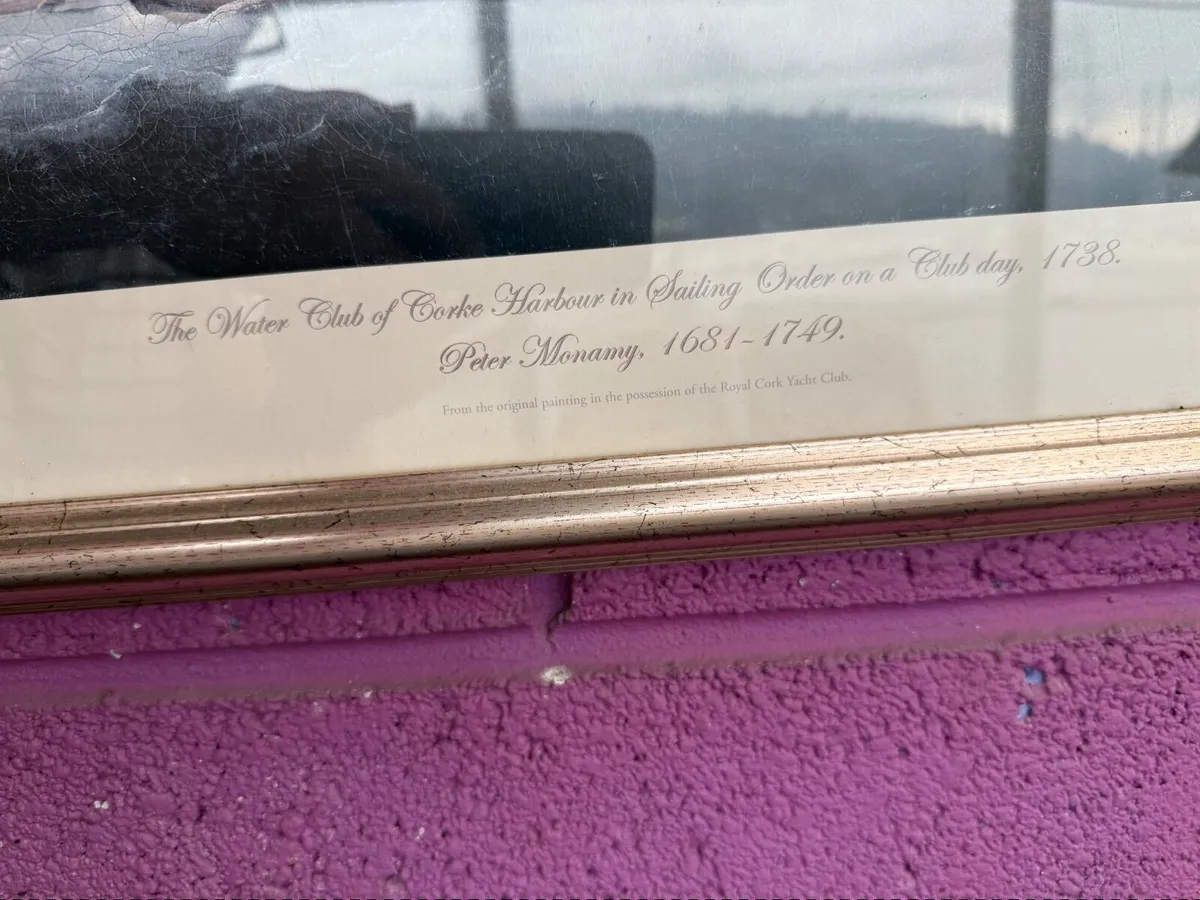 The Water Club of Corke Harbour in Sailing Order on a Club day, 1738.
Peter Monamy, 1681-1749.
From the original painting in the possession of the Royal Cork Yacht Club.